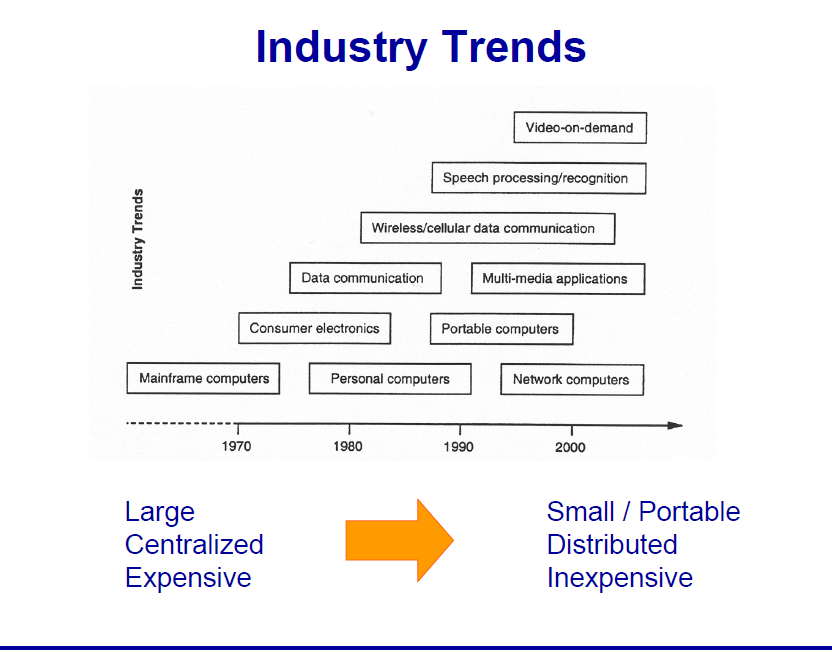 Industry Trends
Video-on-demand
Speech processing/recognition
Industry Trends
Wireless/cellular data communication
Data communication
Multi-media applications
Consumer electronics
Portable computers
Mainframe computers
Personal computers
Network computers
1970
1980
1990
2000
Large
Centralized
Expensive
Small / Portable
Distributed
Inexpensive